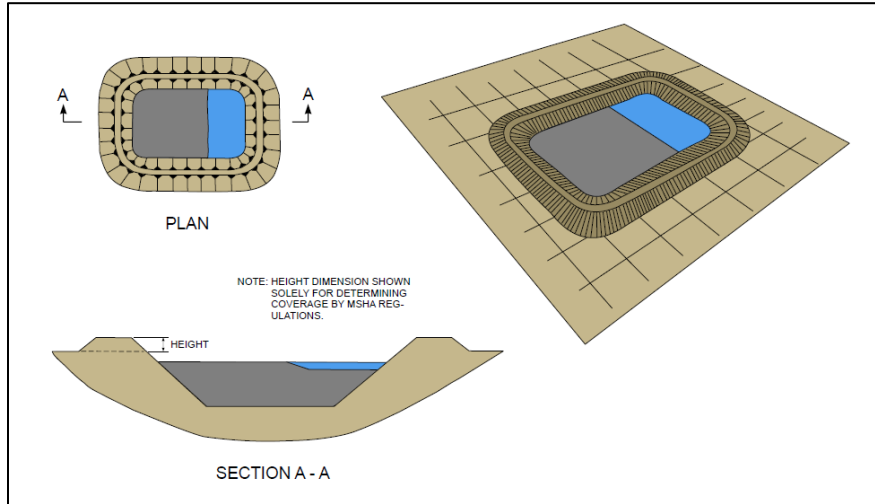 A
A
PLAN
NOTE: HEIGHT DIMENSION SHOWN
SOLELY FOR DETERMINING
COVERAGE BY MSHA REG-
ULATIONS.
HEIGHT
SECTION A - A